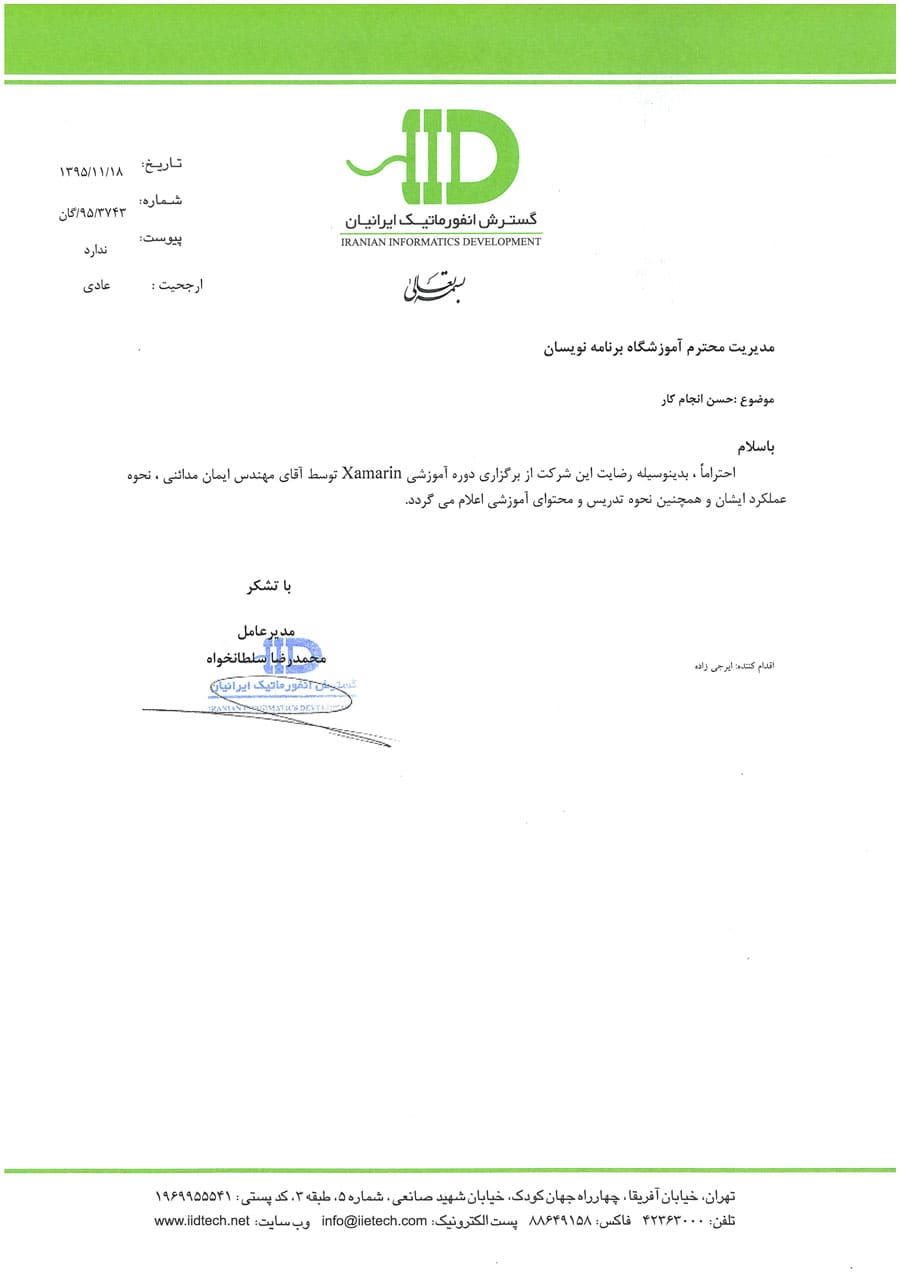 IID
گسترش انفورماتیک ایرانیان
IRANIAN INFORMATICS DEVELOPMENT
تاریخ: ۱۳۹۵/۱۱/۱۸
شماره: ۹۵/۳۷۴۳/گان
پیوست: ندارد
ارجحیت : عادی
بسمه تعالی
مدیریت محترم آموزشگاه برنامه نویسان
موضوع :حسن انجام کار
باسلام
احتراماً ، بدینوسیله رضایت این شرکت از برگزاری دوره آموزشی Xamarin توسط آقای مهندس ایمان مدائنی ، نحوه
عملکرد ایشان و همچنین نحوه تدریس و محتوای آموزشی اعلام می گردد.
با تشکر
مدیرعامل
محمدرضا سلطانخواه
IID
گسترش انفورماتیک ایرانیان
IRANIAN INFORMATICS DEVELOPMENT
اقدام کننده: ایرجی زاده
تهران، خیابان آفریقا، چهارراه جهان کودک، خیابان شهید صانعی، شماره ۵، طبقه ۳، کد پستی: ۱۹۶۹۹۵۵۵۴۱
تلفن: ۴۲۳۶۳۰۰۰ فاکس: ۸۸۶۴۹۱۵۸ پست الکترونیک: info@iietech.com وب سایت: www.iidtech.net